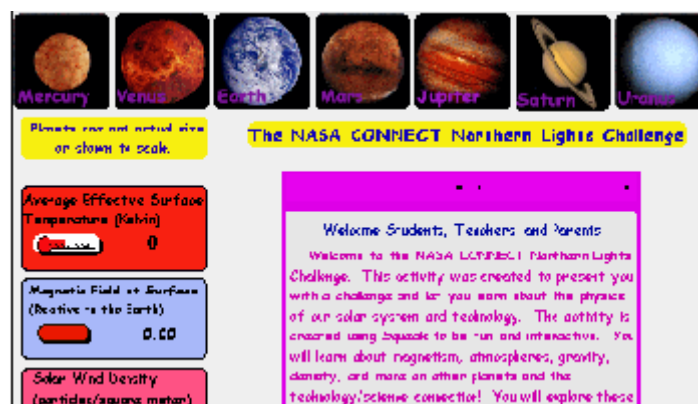 Mercury Venus Earth Mars Jupiter Saturn Uranus
Planets are not actual size
or shown to scale.
The NASA CONNECT Northern Lights Challenge
Average Effective Surface
Temperature (Kelvin)
0
Magnetic Field at Surface
(Relative to the Earth)
0.00
Solar Wind Density
(particles/square meter)
Welcome Students, Teachers and Parents
Welcome to the NASA CONNECT Northern Lights
Challenge. This activity was created to present you
with a challenge and let you learn about the physics
of our solar system and technology. The activity is
created using Squeak to be fun and interactive. You
will learn about magnetism, atmospheres, gravity,
density, and more on other planets and the
technology/science connection! You will explore these